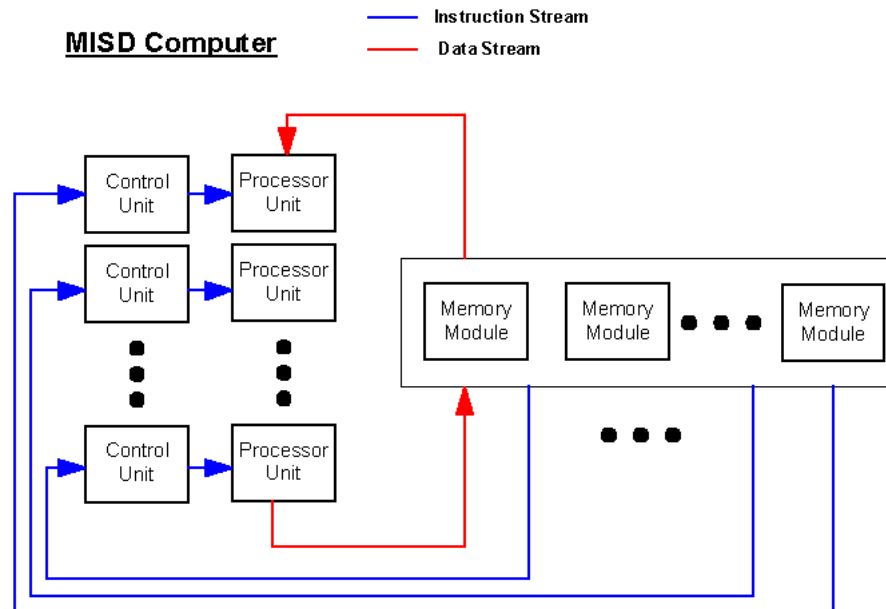 MISD Computer
Instruction Stream
Data Stream
Control
Unit
Processor
Unit
Control
Unit
Processor
Unit
Memory
Module
Memory
Module
Memory
Module
Control
Unit
Processor
Unit